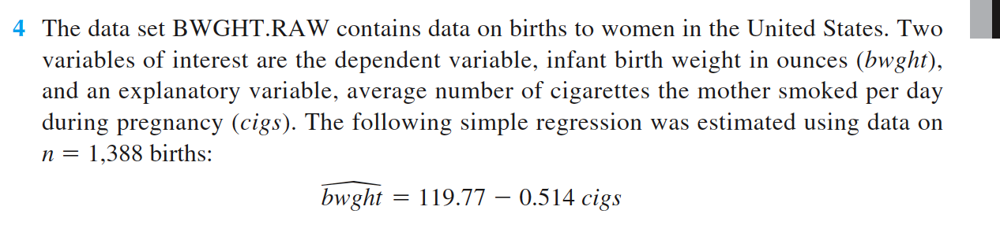 4 The data set BWGHT.RAW contains data on births to women in the United States. Two
variables of interest are the dependent variable, infant birth weight in ounces (bwght),
and an explanatory variable, average number of cigarettes the mother smoked per day
during pregnancy (cigs). The following simple regression was estimated using data on
n = 1,388 births:
\widehat{bwght} = 119.77 − 0.514 cigs